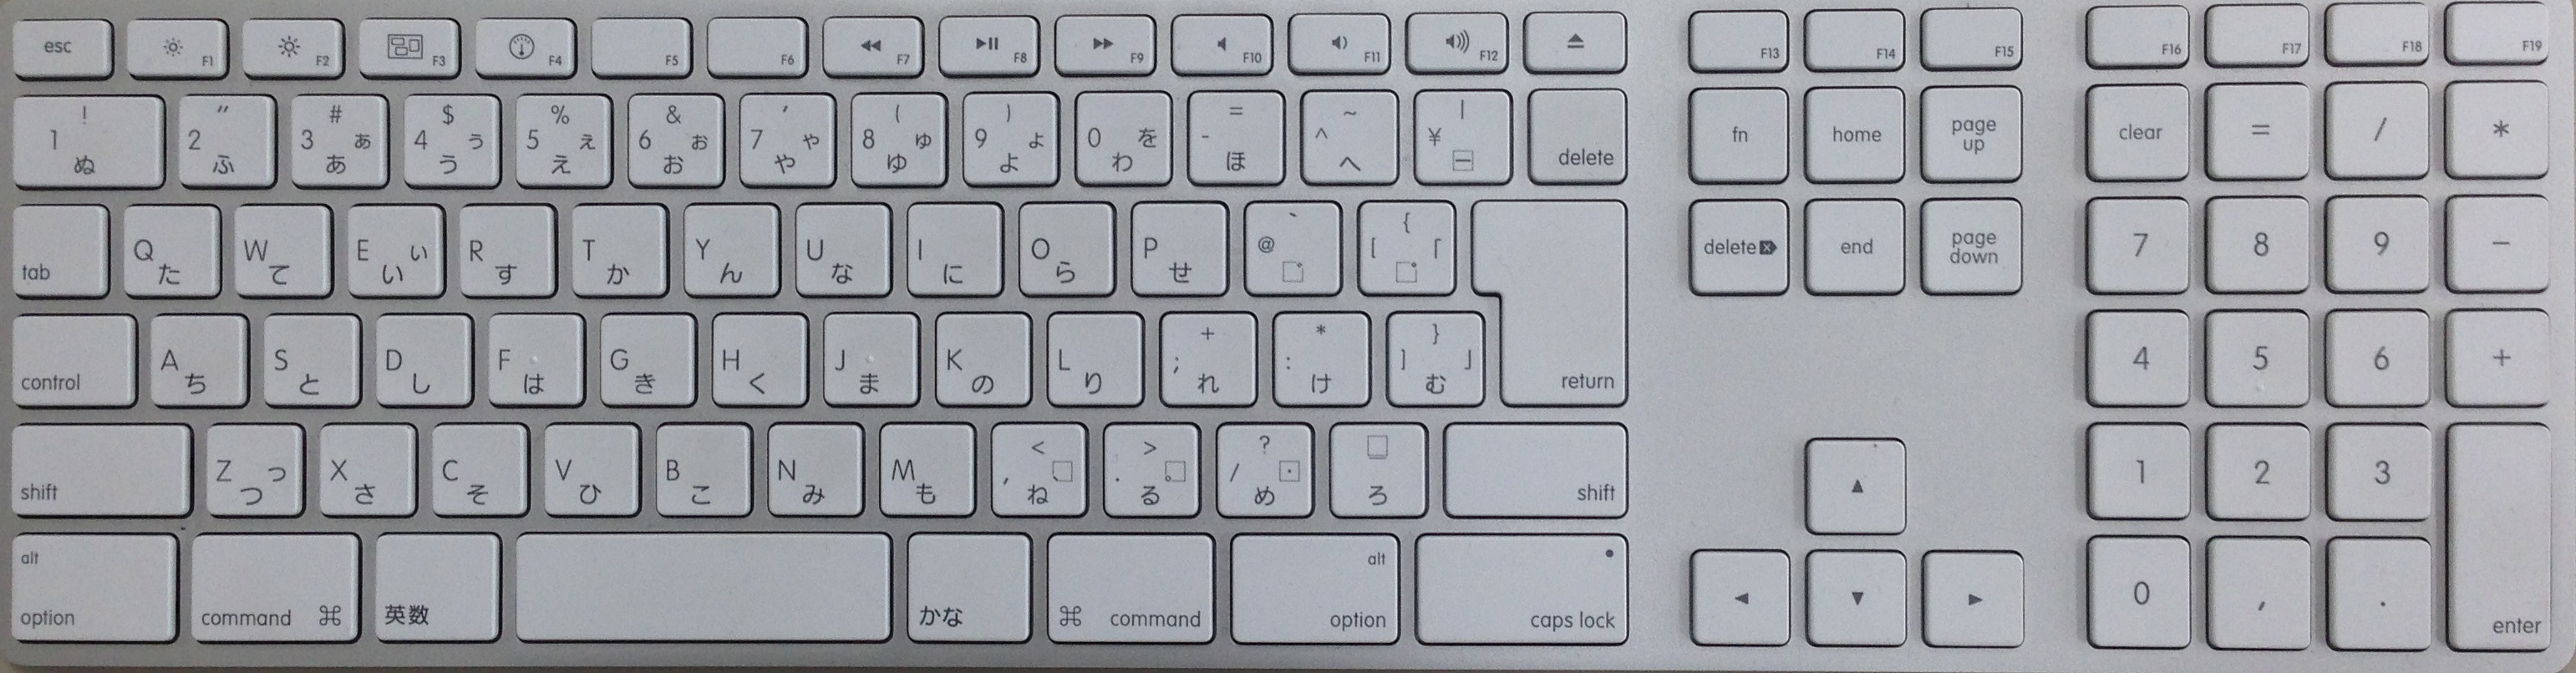 esc F1 F2 F3 F4 F5 F6 F7 F8 F9 F10 F11 F12 F13 F14 F15 F16 F17 F18 F19
! 1 ぬ " 2 ふ # 3 ぁ あ $ 4 ぅ う % 5 ぇ え & 6 ぉ お ' 7 ゃ や ( 8 ゅ ゆ ) 9 ょ よ 0 を わ = - ほ ~ ^ へ | ¥ ー delete fn home page up clear = / *
tab Q た W て E ぃ い R す T か Y ん U な I に O ら P せ ` @ ゛ { [ 「 ゜ return delete end page down 7 8 9 −
control A ち S と D し F は G き H く J ま K の L り + ; れ * : け } ] 」 む 4 5 6 +
shift Z っ つ X さ C そ V ひ B こ N み M も < , 、 ね > . 。 る ? / ・ め _ ろ shift ▲ 1 2 3 enter
alt option command ⌘ 英数 かな ⌘ command alt option caps lock ◀ ▼ ▶ 0 , .